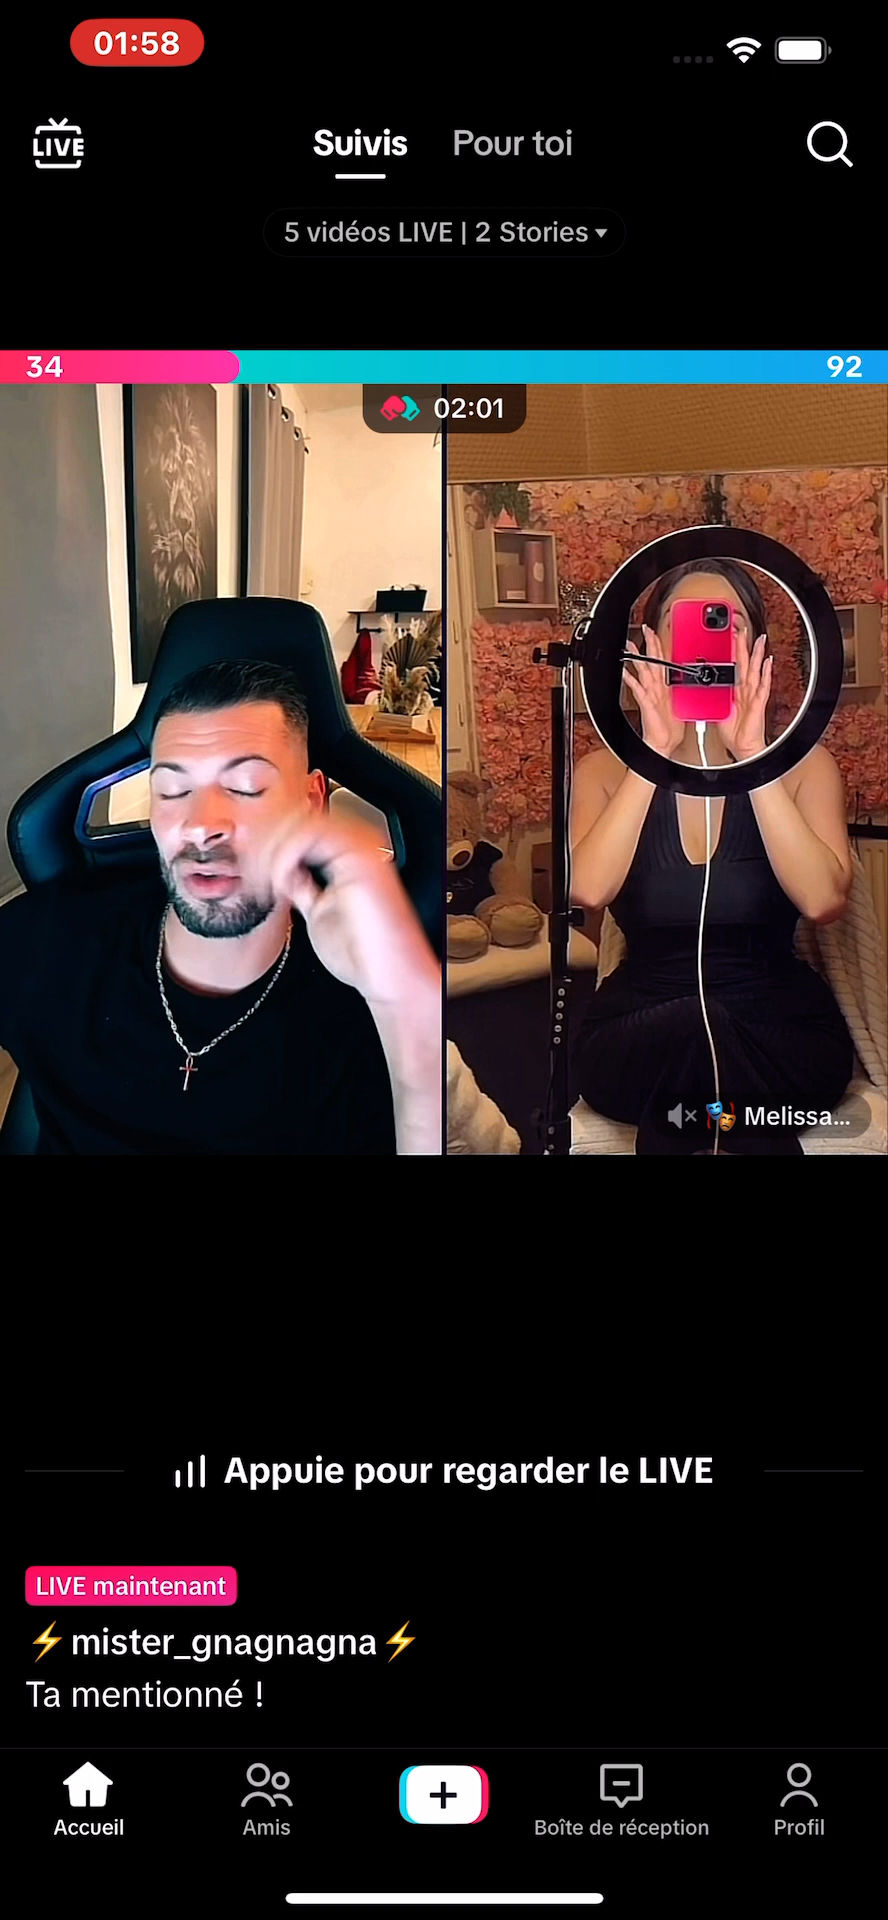 01:58
LIVE
Suivis
Pour toi
5 vidéos LIVE | 2 Stories
34
92
02:01
Melissa...
Appuie pour regarder le LIVE
LIVE maintenant
⚡mister_gnagnagna⚡
Ta mentionné !
Accueil
Amis
Boîte de réception
Profil